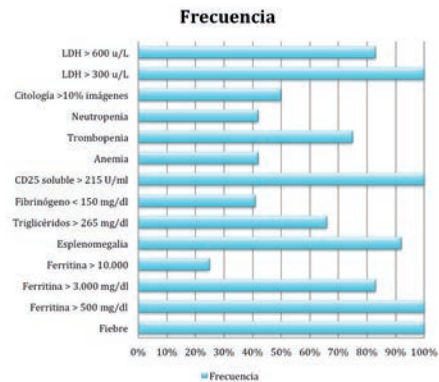 Frecuencia
LDH > 600 u/L
LDH > 300 u/L
Citología >10% imágenes
Neutropenia
Trombopenia
Anemia
CD25 soluble > 215 U/ml
Fibrinógeno < 150 mg/dl
Triglicéridos > 265 mg/dl
Esplenomegalia
Ferritina > 10.000
Ferritina > 3.000 mg/dl
Ferritina > 500 mg/dl
Fiebre
0% 10% 20% 30% 40% 50% 60% 70% 80% 90% 100%
Frecuencia